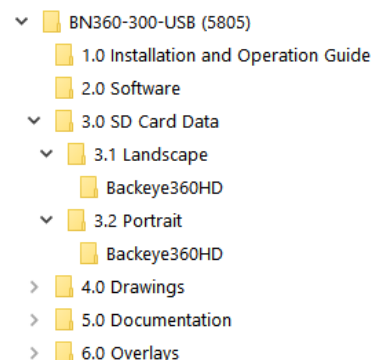 BN360-300-USB (5805)
1.0 Installation and Operation Guide
2.0 Software
3.0 SD Card Data
3.1 Landscape
Backeye360HD
3.2 Portrait
Backeye360HD
4.0 Drawings
5.0 Documentation
6.0 Overlays